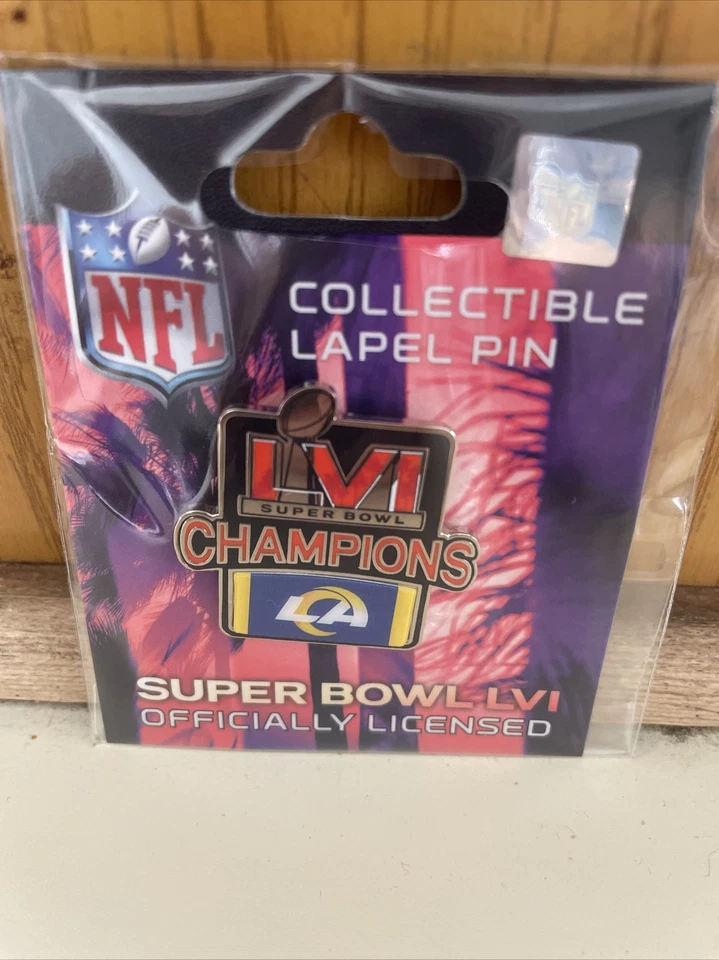 NFL
COLLECTIBLE
LAPEL PIN
LVI
SUPER BOWL
CHAMPIONS
LA
SUPER BOWL LVI
OFFICIALLY LICENSED